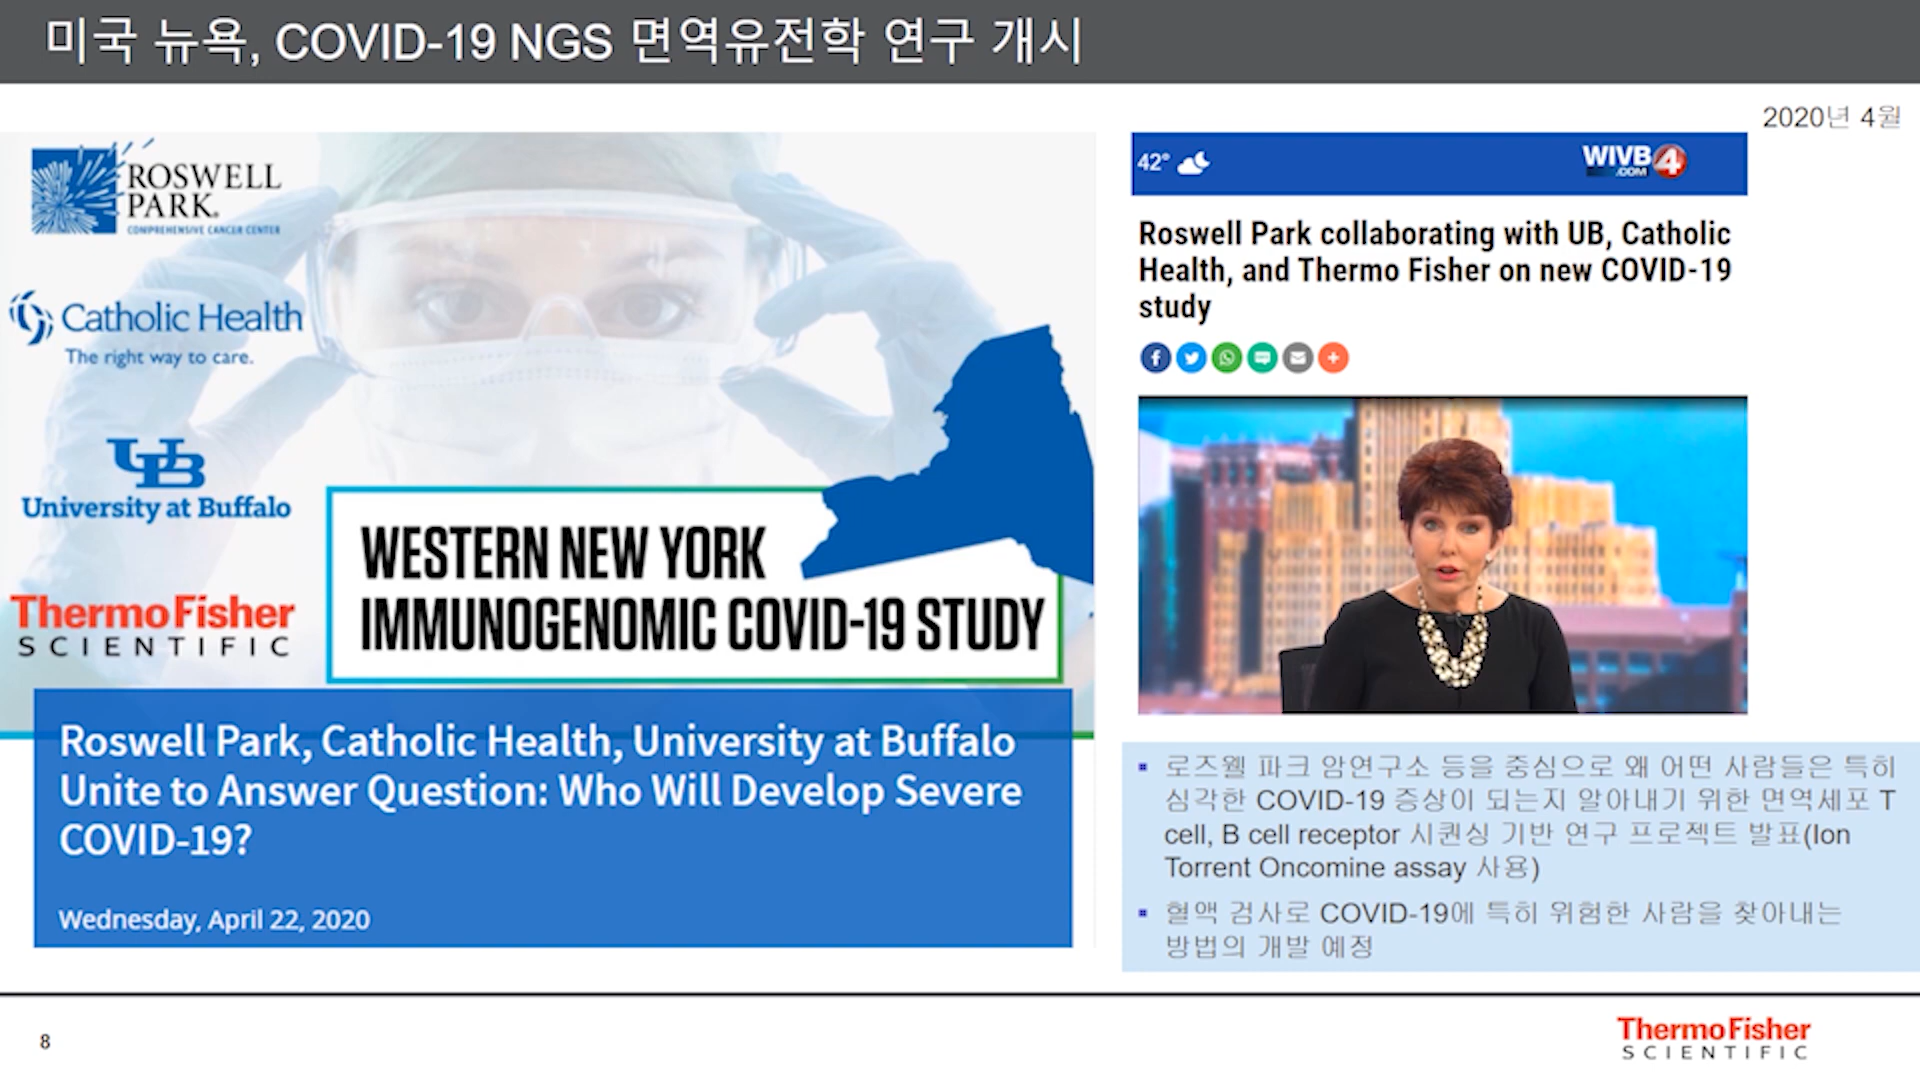 미국 뉴욕, COVID-19 NGS 면역유전학 연구 개시
2020년 4월
ROSWELL
PARK.
COMPREHENSIVE CANCER CENTER
Catholic Health
The right way to care.
UB
University at Buffalo
ThermoFisher
SCIENTIFIC
WESTERN NEW YORK
IMMUNOGENOMIC COVID-19 STUDY
Roswell Park, Catholic Health, University at Buffalo
Unite to Answer Question: Who Will Develop Severe
COVID-19?
Wednesday, April 22, 2020
42°
WIVB 4
.COM
Roswell Park collaborating with UB, Catholic
Health, and Thermo Fisher on new COVID-19
study
로즈웰 파크 암연구소 등을 중심으로 왜 어떤 사람들은 특히
심각한 COVID-19 증상이 되는지 알아내기 위한 면역세포 T
cell, B cell receptor 시퀀싱 기반 연구 프로젝트 발표(Ion
Torrent Oncomine assay 사용)
혈액 검사로 COVID-19에 특히 위험한 사람을 찾아내는
방법의 개발 예정
8
ThermoFisher
SCIENTIFIC